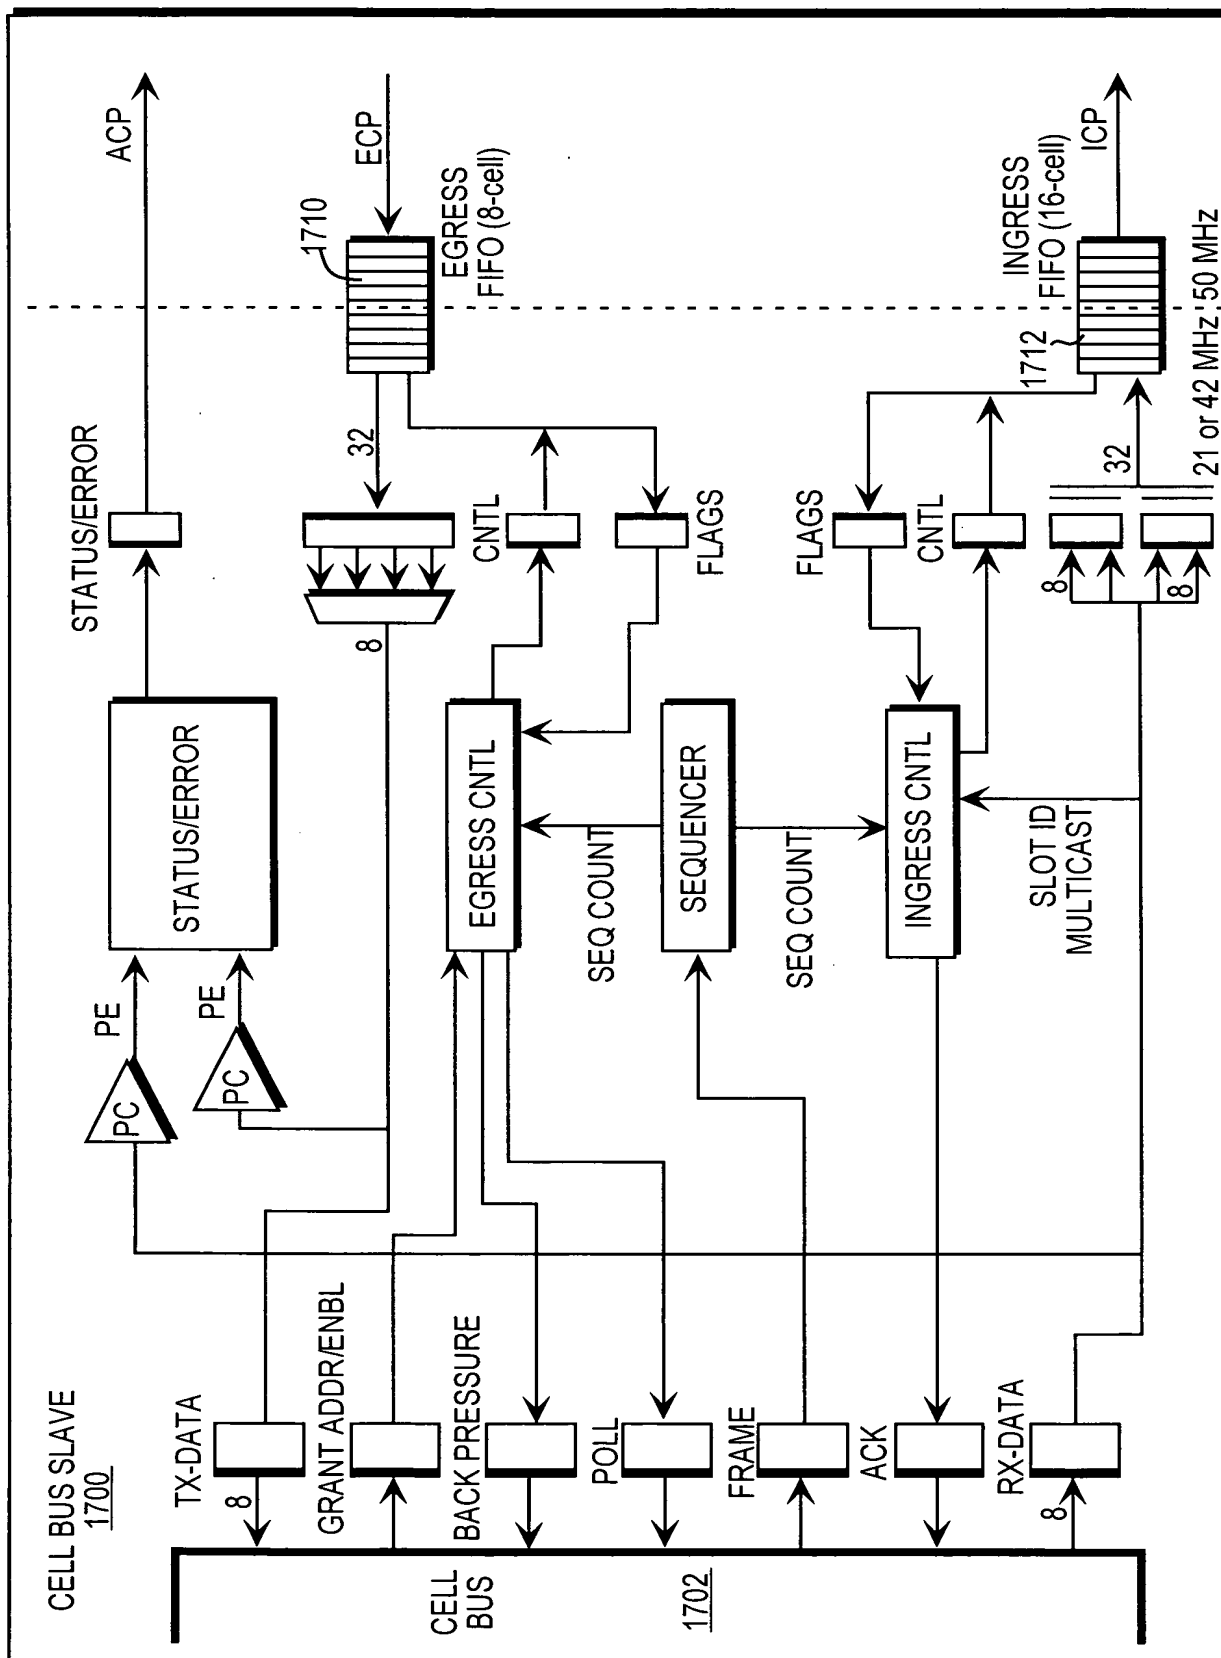 CELL BUS SLAVE
1700
CELL
BUS
1702
TX-DATA
8
GRANT ADDR/ENBL
BACK PRESSURE
POLL
FRAME
ACK
RX-DATA
8
PC
PE
PC
PE
STATUS/ERROR
STATUS/ERROR
ACP
8
32
1710
ECP
EGRESS
FIFO (8-cell)
EGRESS CNTL
CNTL
FLAGS
SEQ COUNT
SEQUENCER
SEQ COUNT
INGRESS CNTL
FLAGS
CNTL
SLOT ID
MULTICAST
8
8
32
1712
INGRESS
FIFO (16-cell)
ICP
21 or 42 MHz
50 MHz